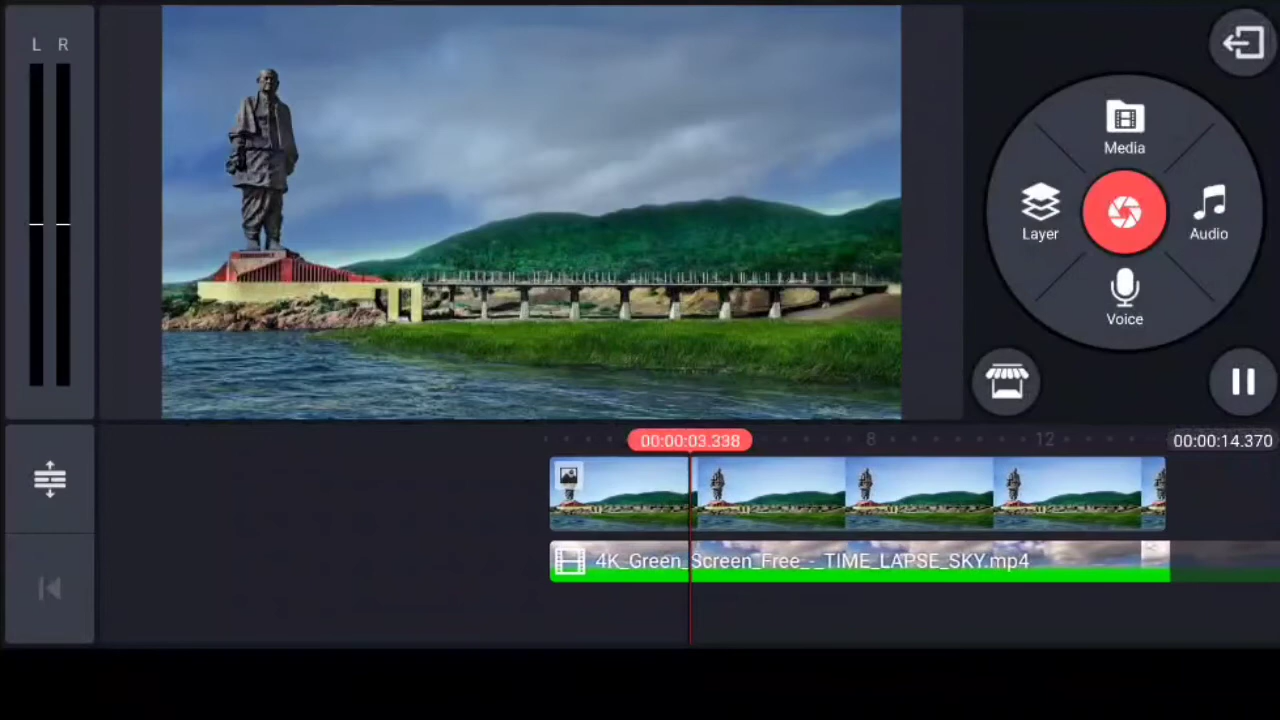 L R
Media
Layer
Audio
Voice
00:00:03.338
8
12
00:00:14.370
4K_Green_Screen_Free_-_TIME_LAPSE_SKY.mp4